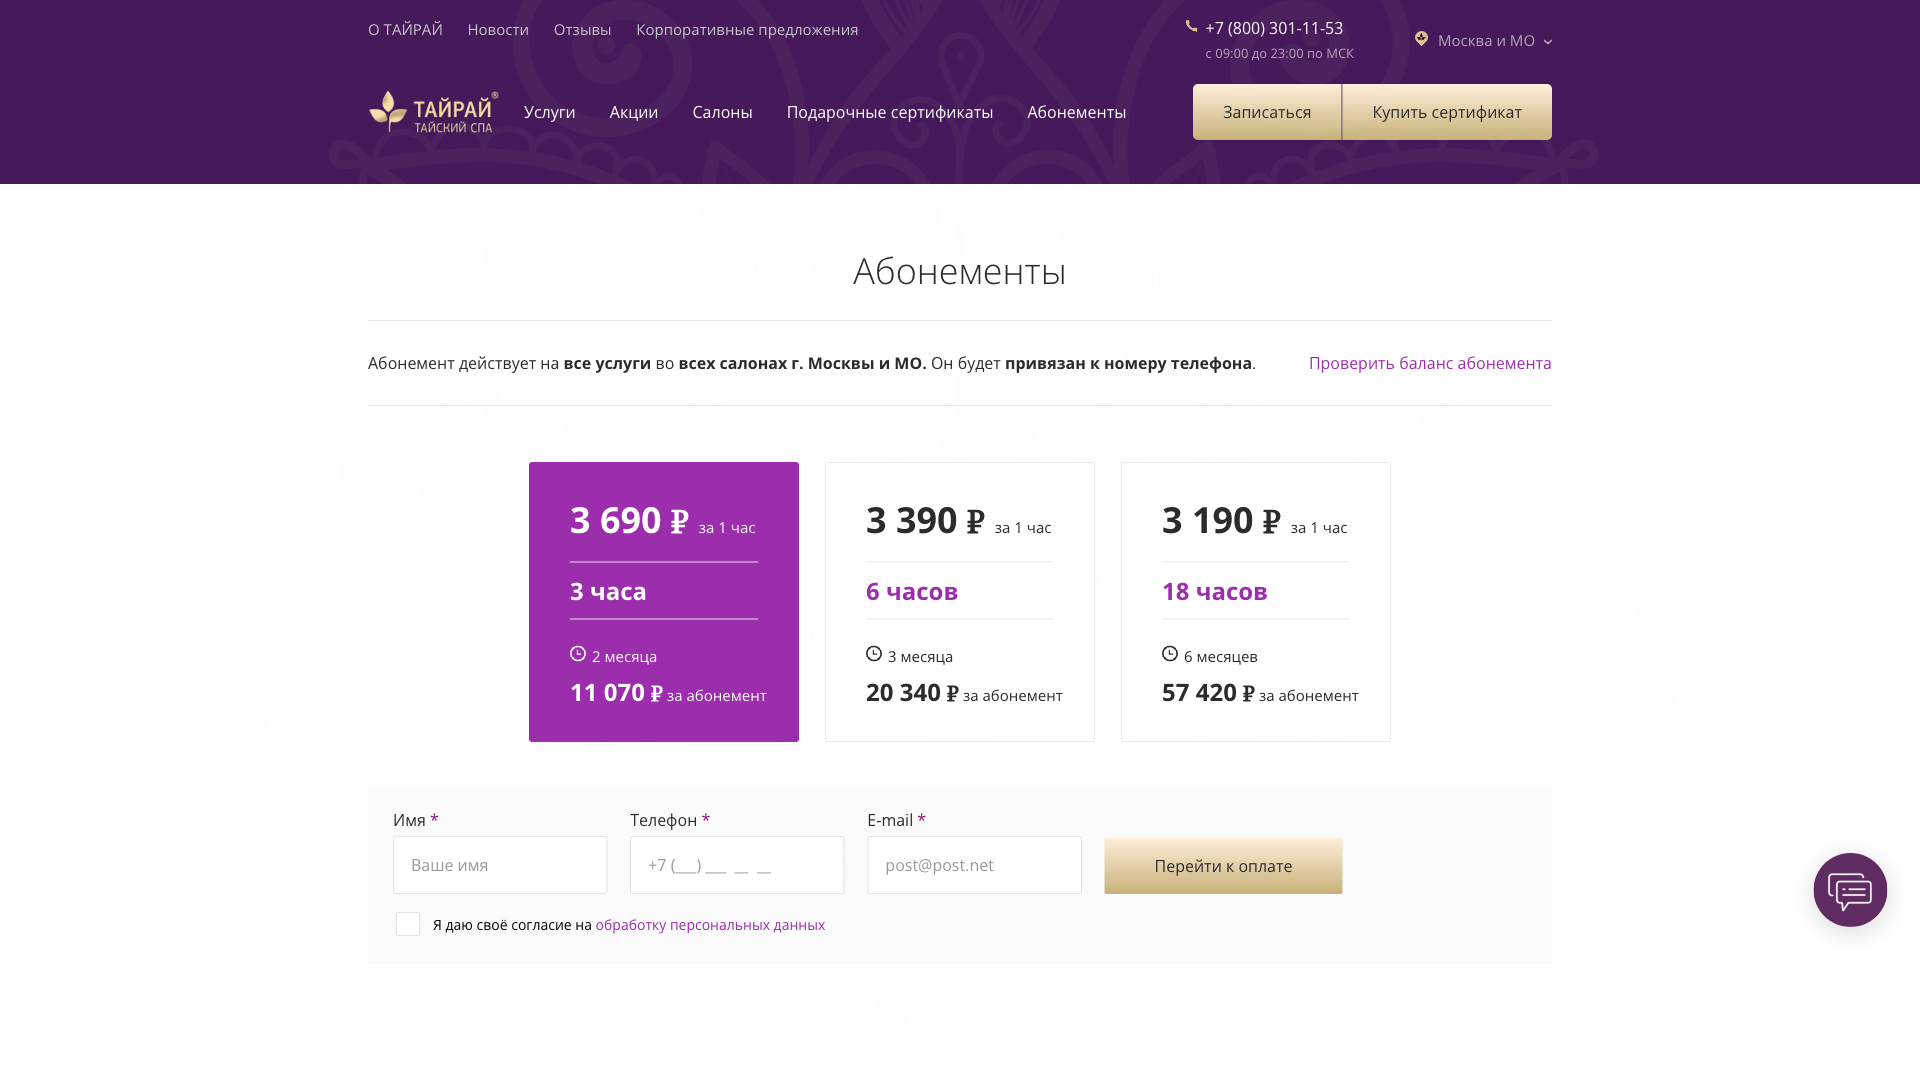 О ТАЙРАЙ Новости Отзывы Корпоративные предложения
+7 (800) 301-11-53
с 09:00 до 23:00 по МСК
Москва и МО
ТАЙРАЙ®
ТАЙСКИЙ СПА
Услуги Акции Салоны Подарочные сертификаты Абонементы
Записаться Купить сертификат
Абонементы
Абонемент действует на все услуги во всех салонах г. Москвы и МО. Он будет привязан к номеру телефона. Проверить баланс абонемента
3 690 ₽ за 1 час
3 часа
2 месяца
11 070 ₽ за абонемент
3 390 ₽ за 1 час
6 часов
3 месяца
20 340 ₽ за абонемент
3 190 ₽ за 1 час
18 часов
6 месяцев
57 420 ₽ за абонемент
Имя * Телефон * E-mail *
Ваше имя +7 (___) ___ __ __ post@post.net Перейти к оплате
Я даю своё согласие на обработку персональных данных